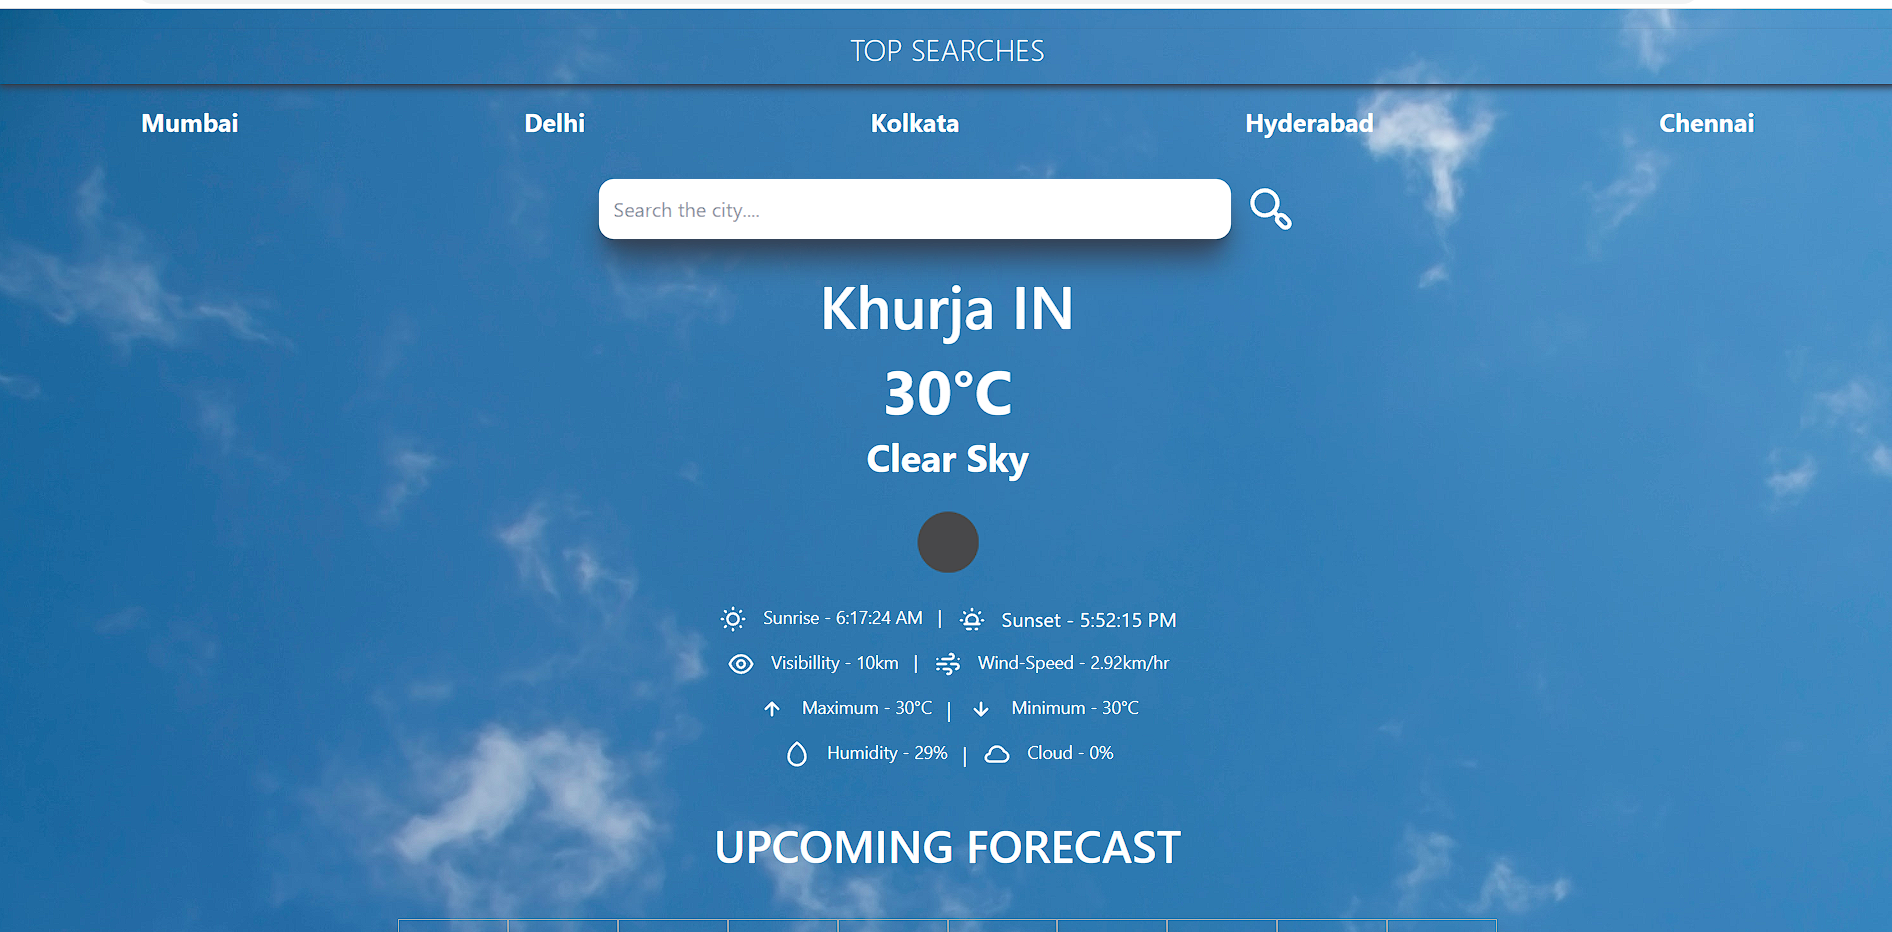 TOP SEARCHES
Mumbai Delhi Kolkata Hyderabad Chennai
Search the city....
Khurja IN
30°C
Clear Sky
Sunrise - 6:17:24 AM | Sunset - 5:52:15 PM
Visibillity - 10km | Wind-Speed - 2.92km/hr
Maximum - 30°C | Minimum - 30°C
Humidity - 29% | Cloud - 0%
UPCOMING FORECAST